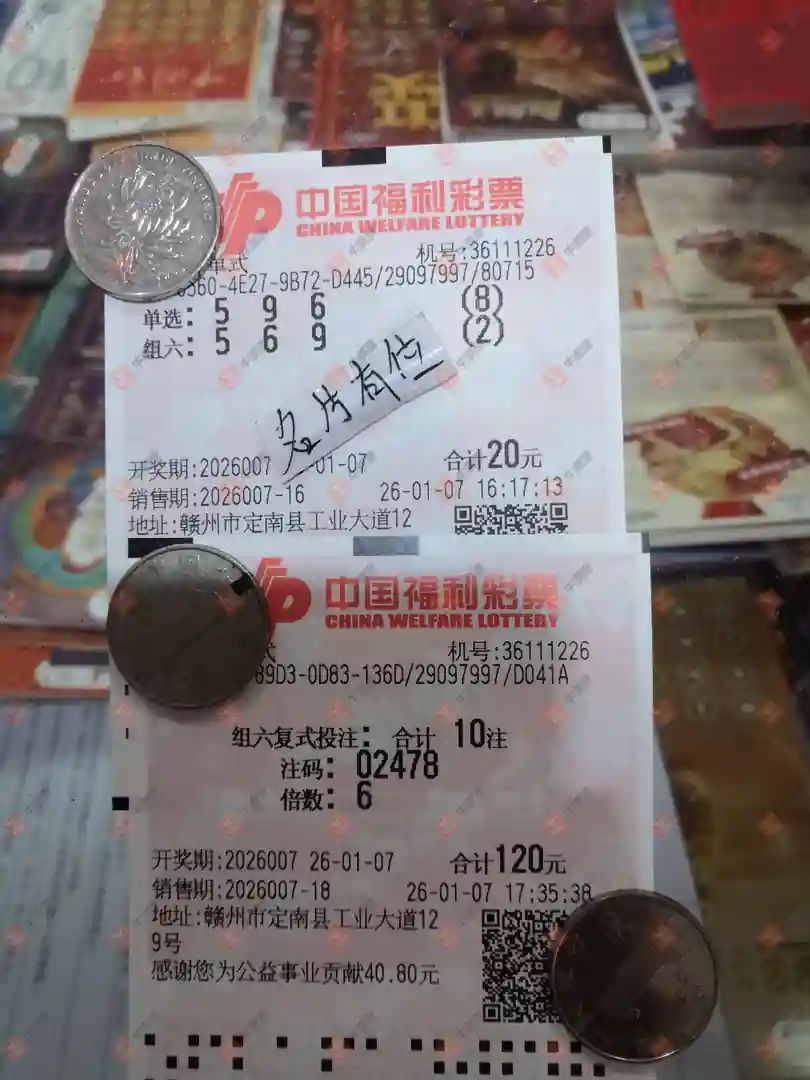 中国福利彩票
CHINA WELFARE LOTTERY
单式 机号:36111226
560-4E27-9B72-D445/29097997/80715
单选: 5 9 6 (8)
组六: 5 6 9 (2)
名片有位
开奖期:2026007 -01-07 合计20元
销售期:2026007-16 26-01-07 16:17:13
地址:赣州市定南县工业大道12
中国福利彩票
CHINA WELFARE LOTTERY
式 机号:36111226
89D3-0D83-136D/29097997/D041A
组六复式投注: 合计 10注
注码: 02478
倍数: 6
开奖期:2026007 26-01-07 合计120元
销售期:2026007-18 26-01-07 17:35:38
地址:赣州市定南县工业大道12
9号
感谢您为公益事业贡献40.80元